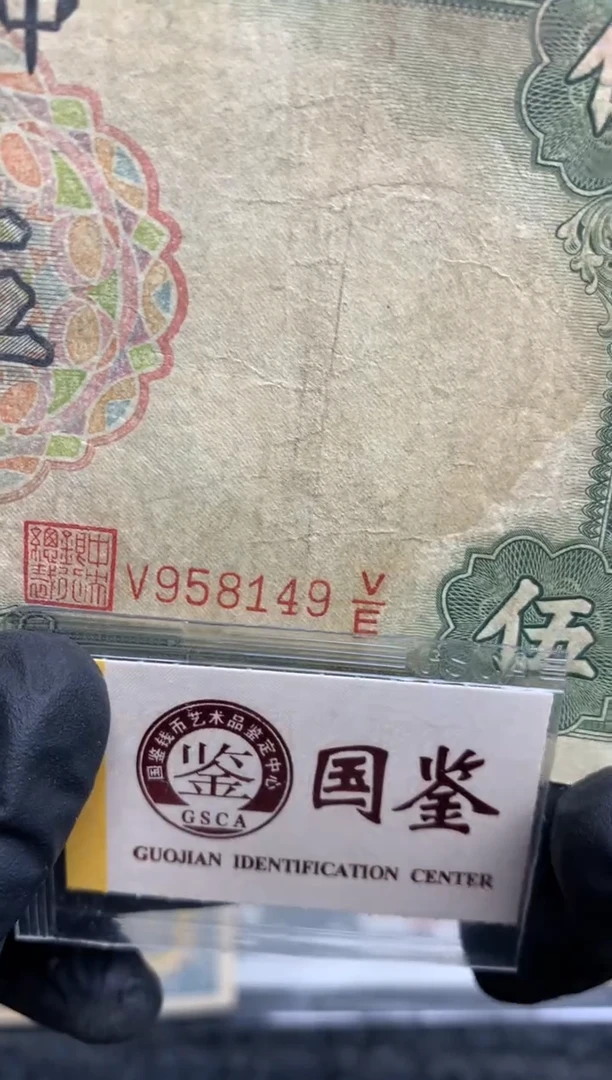 中
V958149 V/E
伍
国鉴钱币艺术品鉴定中心
鉴
GSCA
国鉴
GUOJIAN IDENTIFICATION CENTER